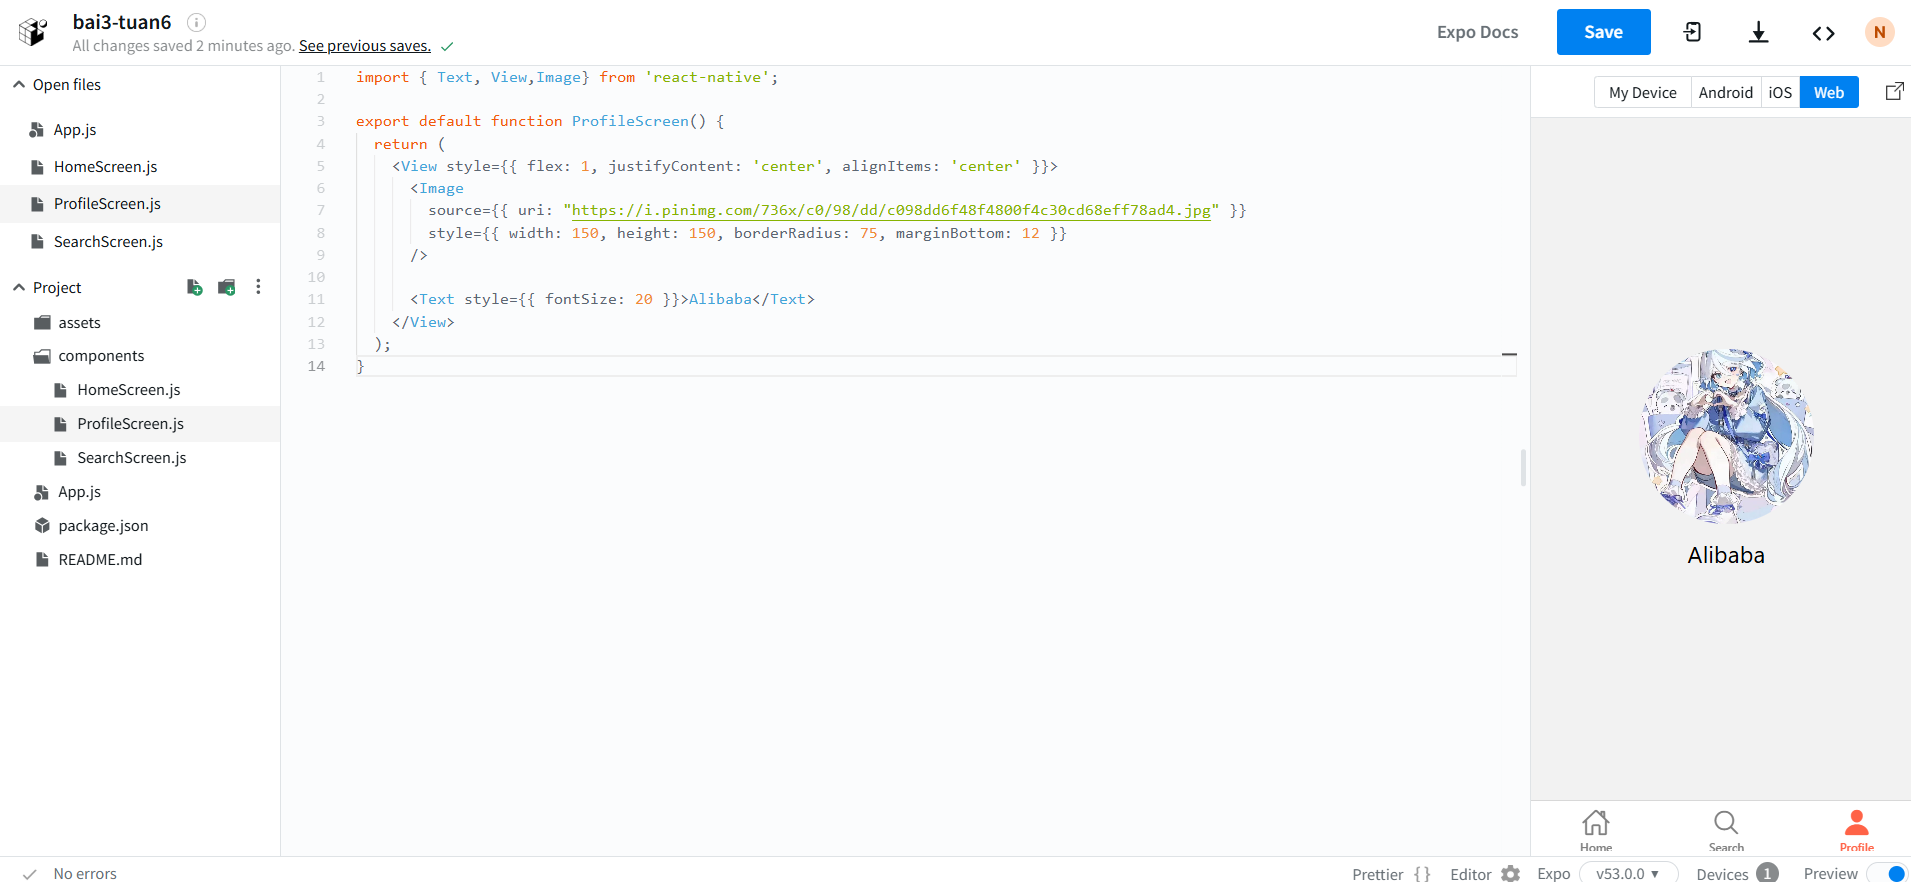 bai3-tuan6
All changes saved 2 minutes ago. See previous saves.
Expo Docs
Save
N
Open files
App.js
HomeScreen.js
ProfileScreen.js
SearchScreen.js
Project
assets
components
HomeScreen.js
ProfileScreen.js
SearchScreen.js
App.js
package.json
README.md
1 import { Text, View,Image} from 'react-native';
2
3 export default function ProfileScreen() {
4 return (
5 <View style={{ flex: 1, justifyContent: 'center', alignItems: 'center' }}>
6 <Image
7 source={{ uri: "https://i.pinimg.com/736x/c0/98/dd/c098dd6f48f4800f4c30cd68eff78ad4.jpg" }}
8 style={{ width: 150, height: 150, borderRadius: 75, marginBottom: 12 }}
9 />
10
11 <Text style={{ fontSize: 20 }}>Alibaba</Text>
12 </View>
13 );
14 }
My Device Android iOS Web
Alibaba
Home Search Profile
No errors
Prettier { } Editor Expo v53.0.0 Devices 1 Preview